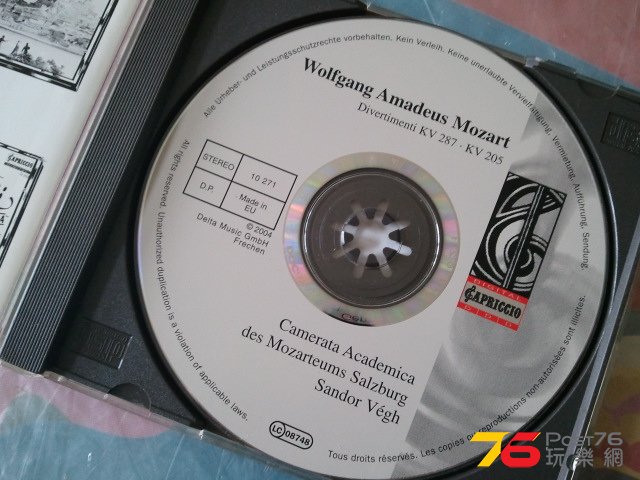 Alle Urheber- und Leistungsschutzrechte vorbehalten. Kein Verleih. Keine unerlaubte Vervielfältigung, Vermietung, Aufführung, Sendung.
Wolfgang Amadeus Mozart
Divertimenti KV 287 · KV 205
STEREO
10 271
D.P.
Made in
EU
© 2004
Delta Music GmbH
Frechen
DIGITAL
CAPRICCIO
Camerata Academica
des Mozarteums Salzburg
Sandor Végh
LC 08748
All rights reserved. Unauthorized duplication is a violation of applicable laws.
Tous droits réservés. Les copies et reproductions non-autorisées sont illicites.
CAPRICCIO
76 Post76
玩樂網